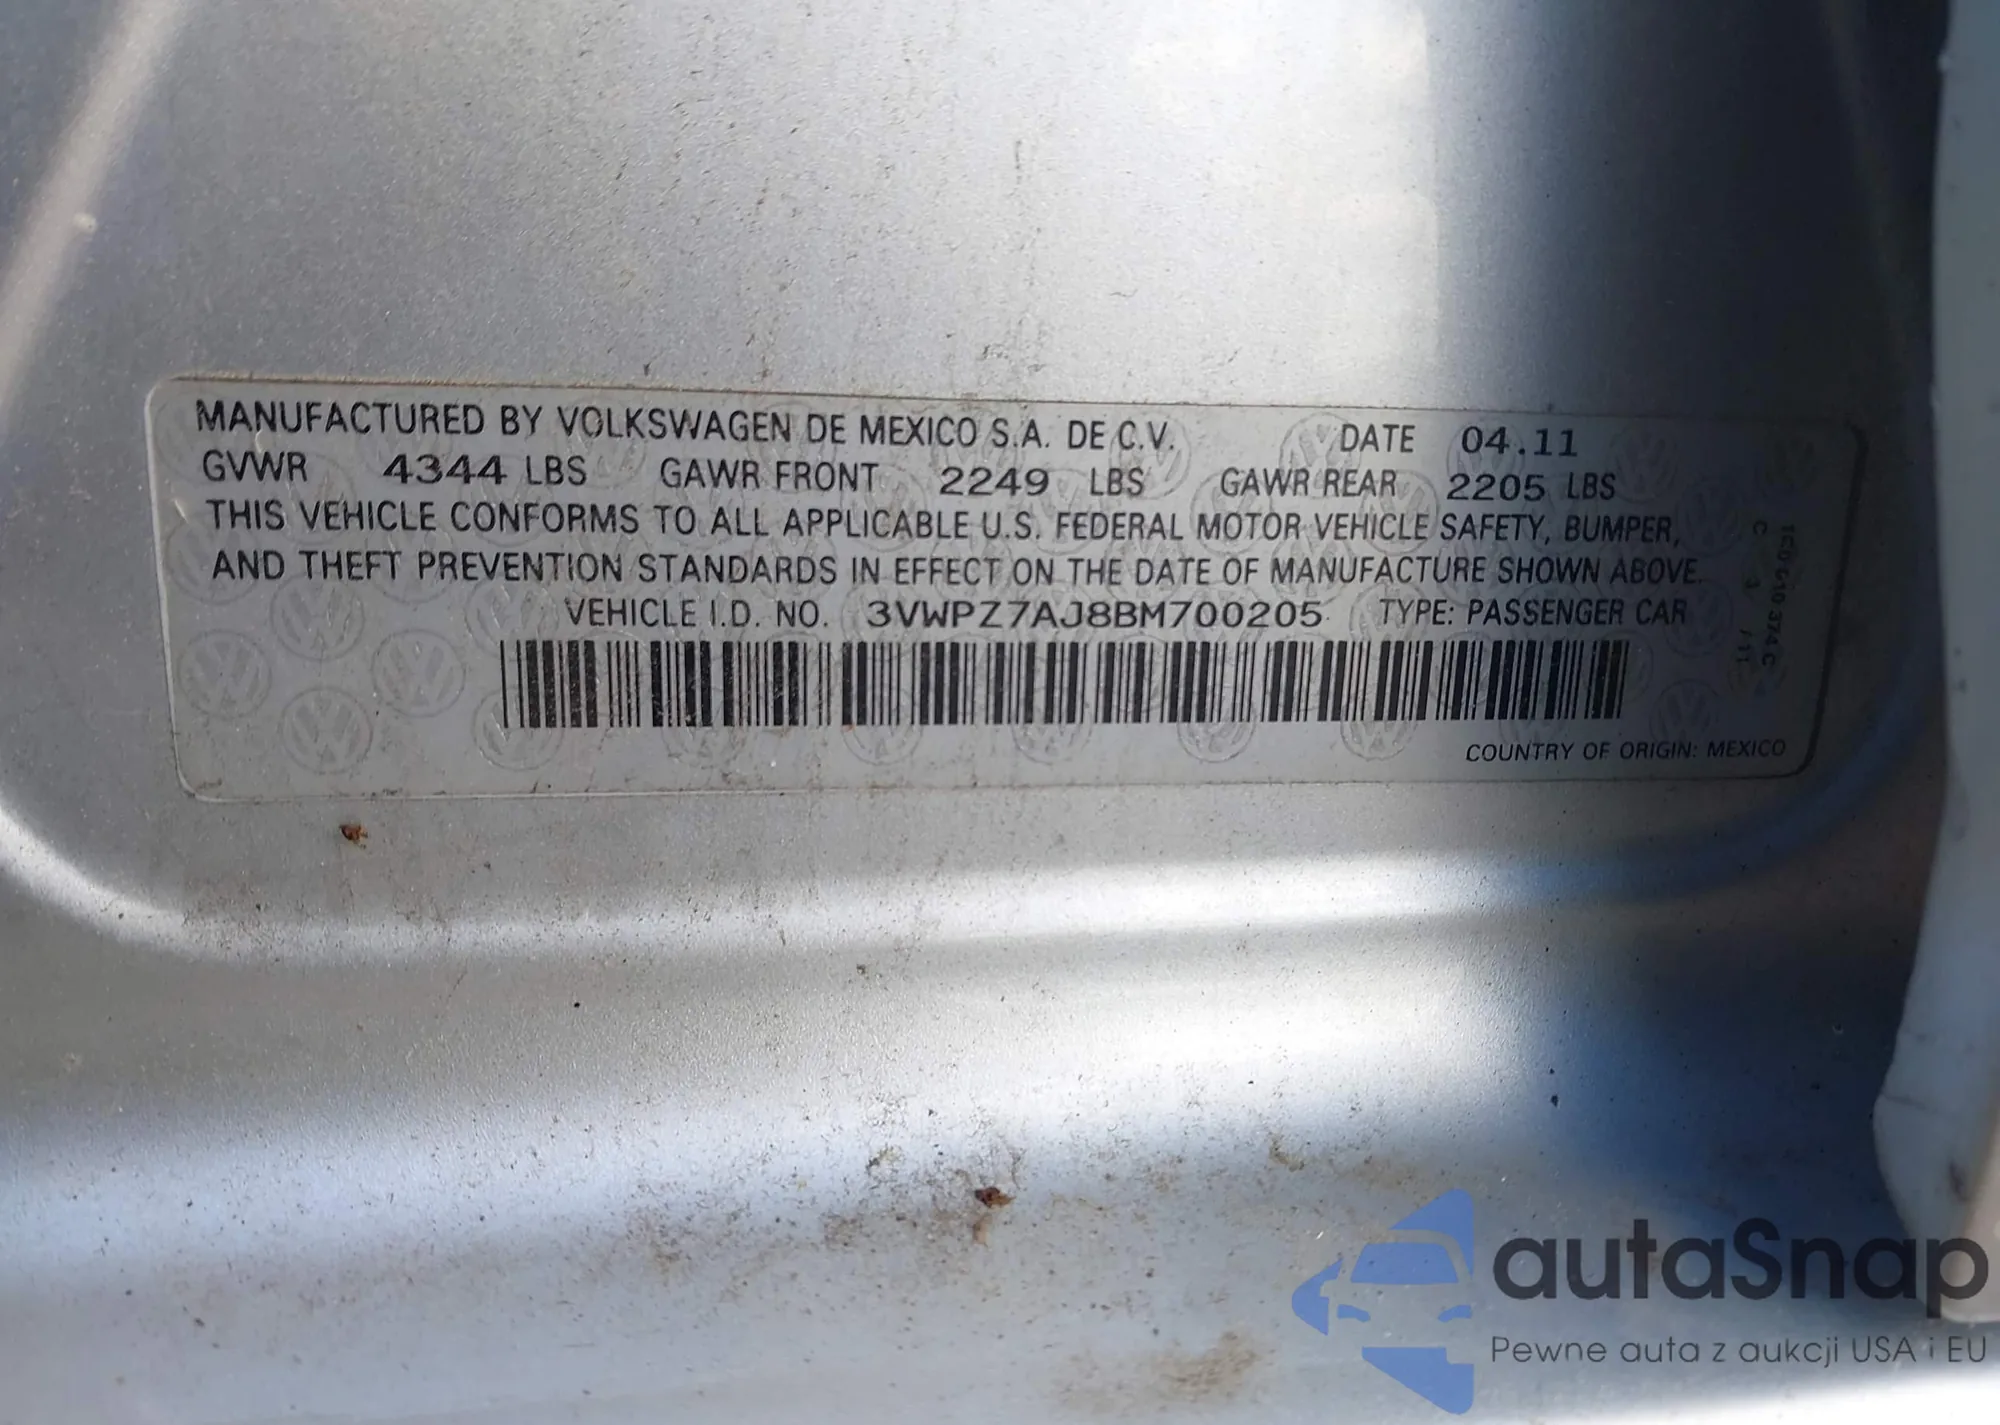 MANUFACTURED BY VOLKSWAGEN DE MEXICO S.A. DE C.V. DATE 04.11
GVWR 4344 LBS GAWR FRONT 2249 LBS GAWR REAR 2205 LBS
THIS VEHICLE CONFORMS TO ALL APPLICABLE U.S. FEDERAL MOTOR VEHICLE SAFETY, BUMPER,
AND THEFT PREVENTION STANDARDS IN EFFECT ON THE DATE OF MANUFACTURE SHOWN ABOVE.
VEHICLE I.D. NO. 3VWPZ7AJ8BM700205 TYPE: PASSENGER CAR
COUNTRY OF ORIGIN: MEXICO
autaSnap
Pewne auta z aukcji USA i EU